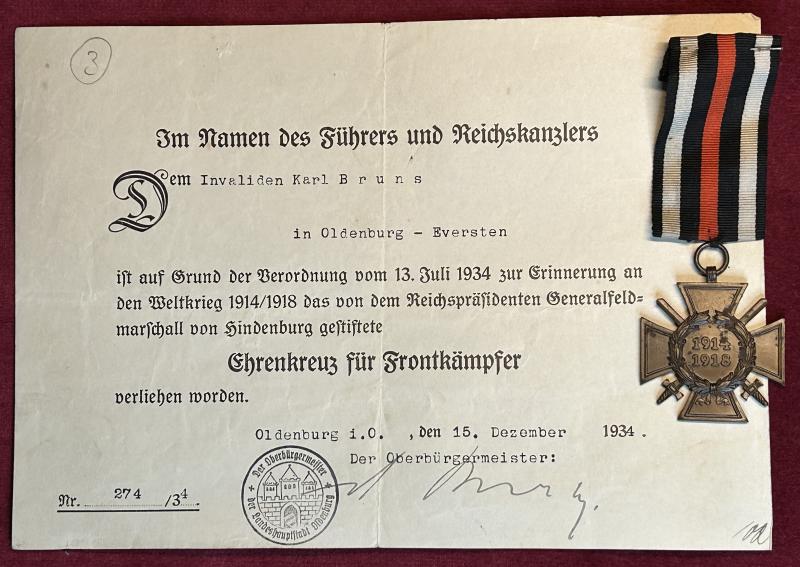 3
Im Namen des Führers und Reichskanzlers
Dem Invaliden Karl Bruns
in Oldenburg - Eversten
ist auf Grund der Verordnung vom 13. Juli 1934 zur Erinnerung an
den Weltkrieg 1914/1918 das von dem Reichspräsidenten Generalfeld-
marschall von Hindenburg gestiftete
Ehrenkreuz für Frontkämpfer
verliehen worden.
Oldenburg i.O. , den 15. Dezember 1934.
Der Oberbürgermeister:
Nr. 274 /34.
Der Oberbürgermeister
der Landeshauptstadt Oldenburg
1914
1918